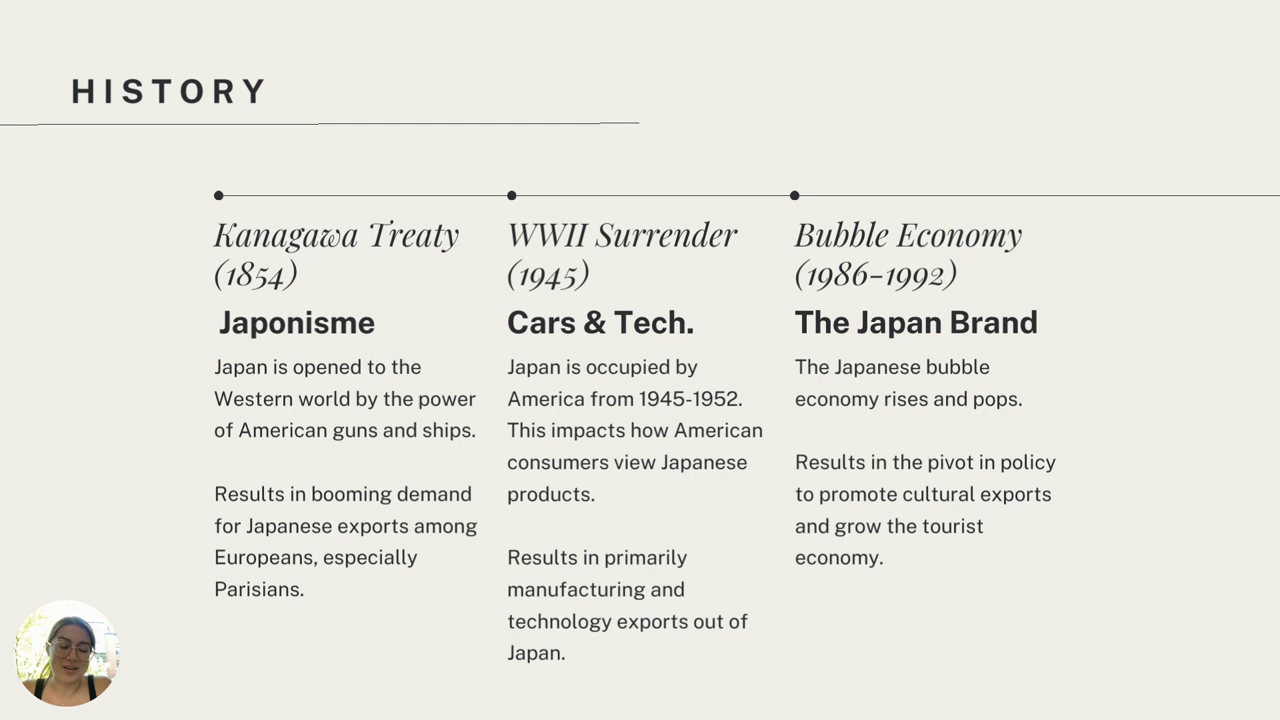 HISTORY
Kanagawa Treaty
(1854)
Japonisme
Japan is opened to the
Western world by the power
of American guns and ships.
Results in booming demand
for Japanese exports among
Europeans, especially
Parisians.
WWII Surrender
(1945)
Cars & Tech.
Japan is occupied by
America from 1945-1952.
This impacts how American
consumers view Japanese
products.
Results in primarily
manufacturing and
technology exports out of
Japan.
Bubble Economy
(1986–1992)
The Japan Brand
The Japanese bubble
economy rises and pops.
Results in the pivot in policy
to promote cultural exports
and grow the tourist
economy.